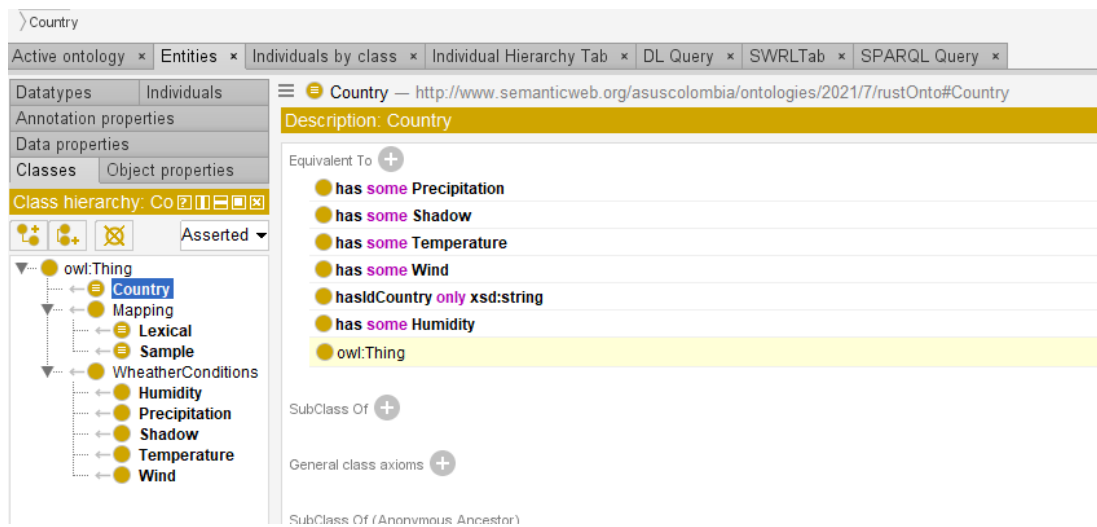 Country
Active ontology × Entities × Individuals by class × Individual Hierarchy Tab × DL Query × SWRLTab × SPARQL Query ×
Datatypes Individuals
Annotation properties
Data properties
Classes Object properties
Class hierarchy: Co
Asserted
owl:Thing
Country
Mapping
Lexical
Sample
WheatherConditions
Humidity
Precipitation
Shadow
Temperature
Wind
Country — http://www.semanticweb.org/asuscolombia/ontologies/2021/7/rustOnto#Country
Description: Country
Equivalent To
has some Precipitation
has some Shadow
has some Temperature
has some Wind
hasIdCountry only xsd:string
has some Humidity
owl:Thing
SubClass Of
General class axioms
SubClass Of (Anonymous Ancestor)